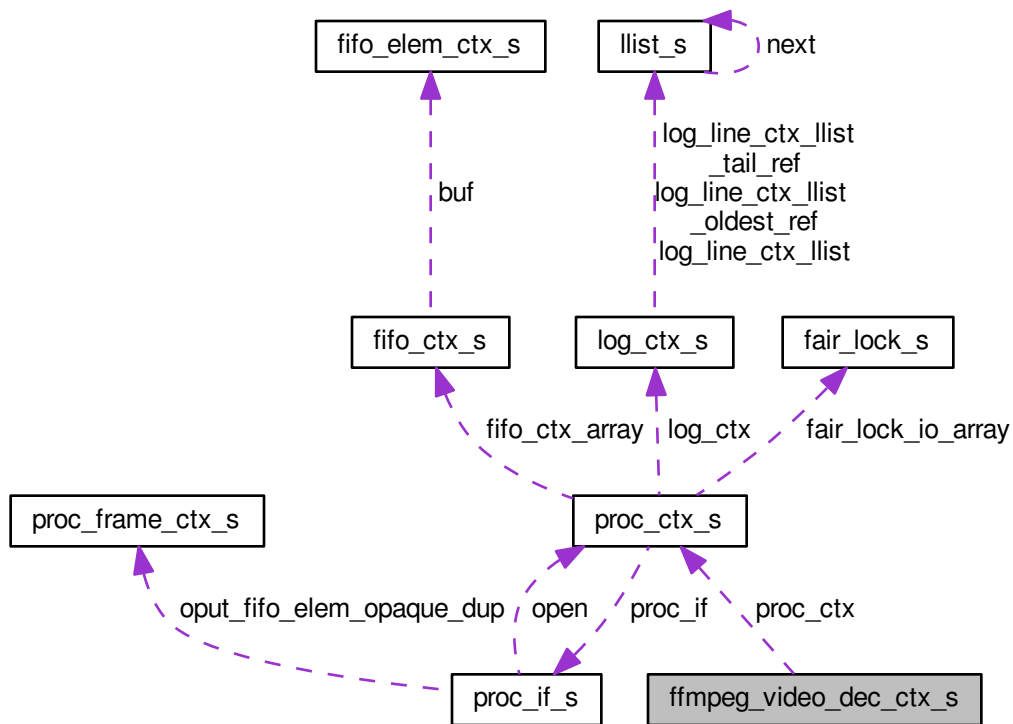 fifo_elem_ctx_s
llist_s
next
log_line_ctx_llist
_tail_ref
log_line_ctx_llist
_oldest_ref
log_line_ctx_llist
buf
fifo_ctx_s
log_ctx_s
fair_lock_s
fifo_ctx_array
log_ctx
fair_lock_io_array
proc_frame_ctx_s
proc_ctx_s
oput_fifo_elem_opaque_dup
open
proc_if
proc_ctx
proc_if_s
ffmpeg_video_dec_ctx_s